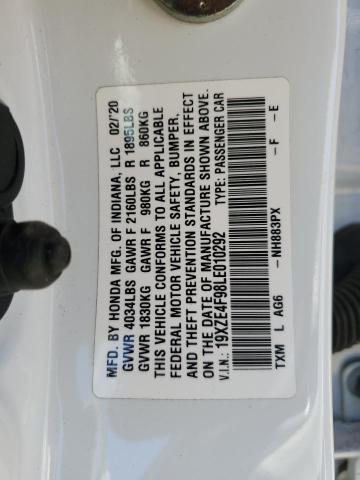 MFD. BY HONDA MFG. OF INDIANA, LLC 02/'20
GVWR 4034LBS GAWR F 2160LBS R 1895LBS
GVWR 1830KG GAWR F 980KG R 860KG
THIS VEHICLE CONFORMS TO ALL APPLICABLE
FEDERAL MOTOR VEHICLE SAFETY, BUMPER,
AND THEFT PREVENTION STANDARDS IN EFFECT
ON THE DATE OF MANUFACTURE SHOWN ABOVE.
V.I.N.: 19XZE4F98LE010292 TYPE: PASSENGER CAR
TXM L AG6 -NH883PX -F -E